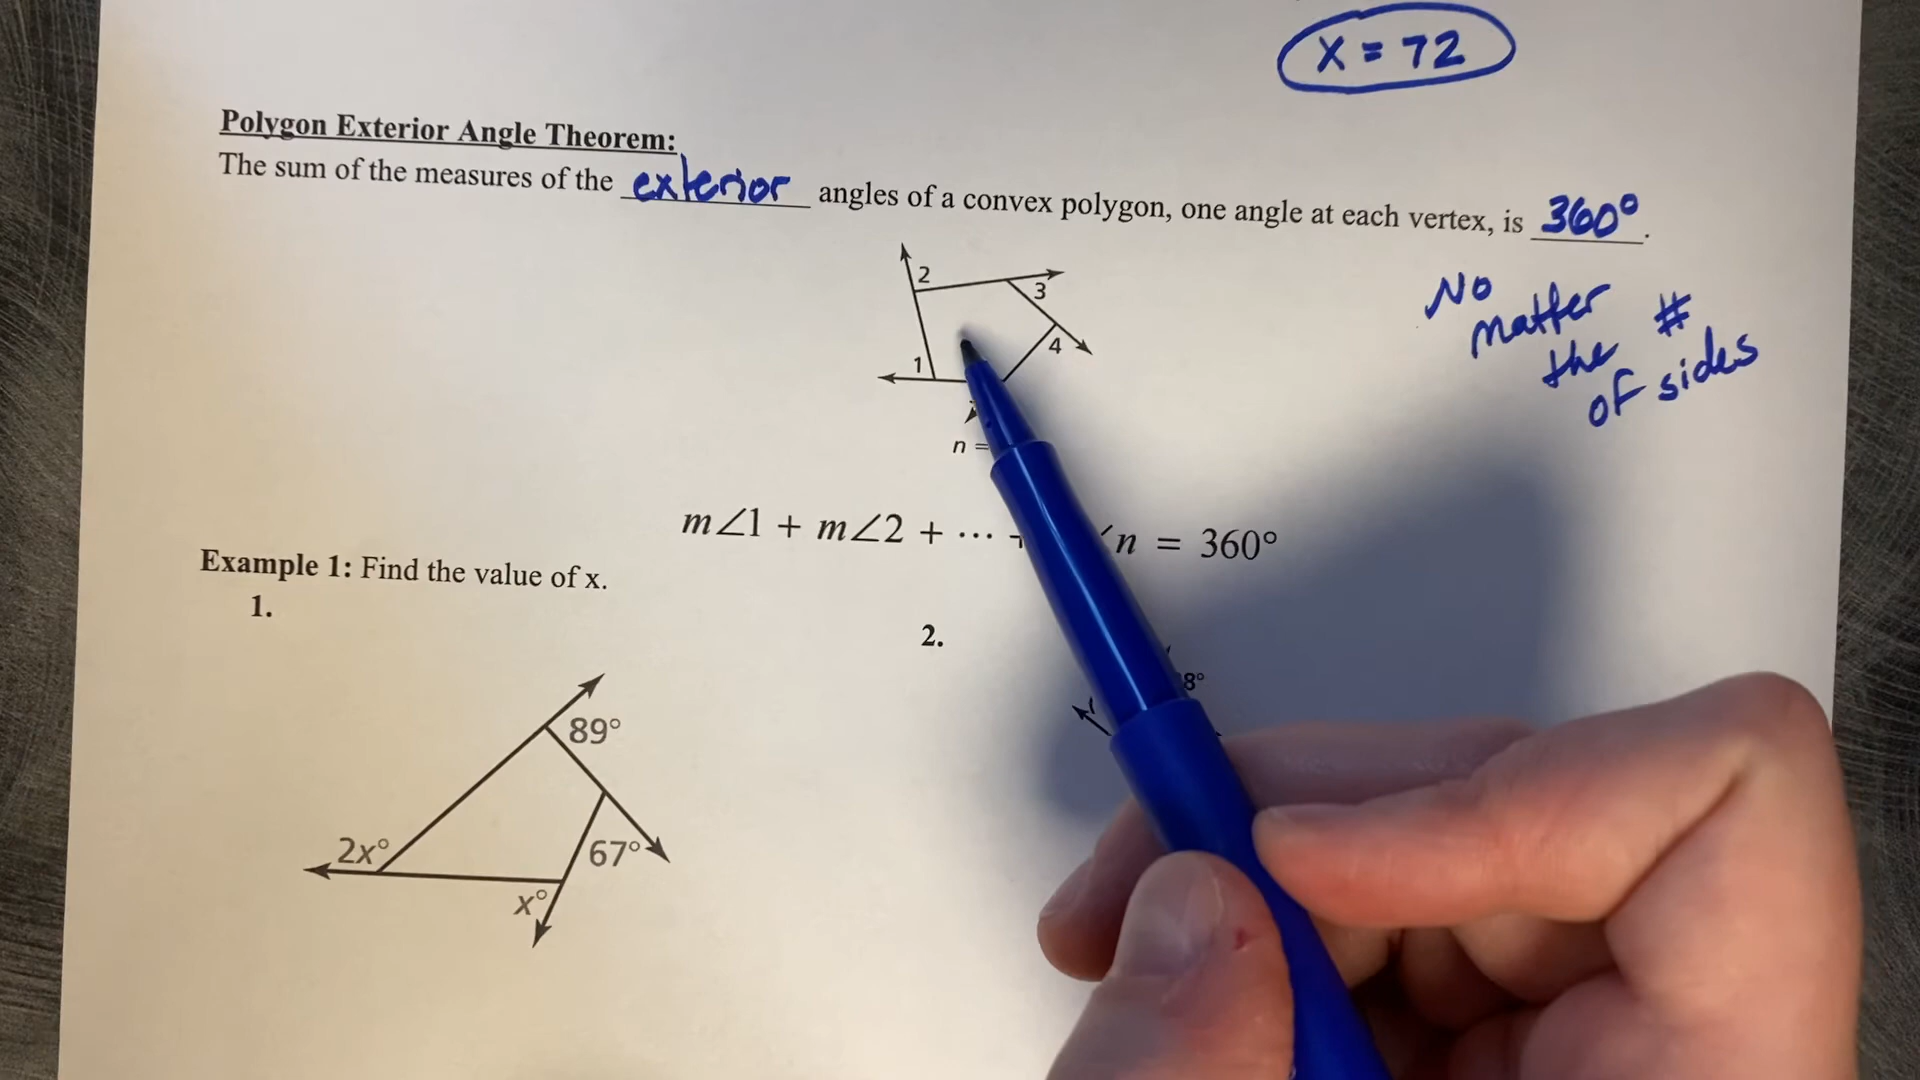 x = 72
Polygon Exterior Angle Theorem:
The sum of the measures of the exterior angles of a convex polygon, one angle at each vertex, is 360°.
No
matter
the #
of sides
2
3
1
4
n =
m∠1 + m∠2 + ··· + ∠n = 360°
Example 1: Find the value of x.
1.
2.
8°
89°
2x°
67°
x°